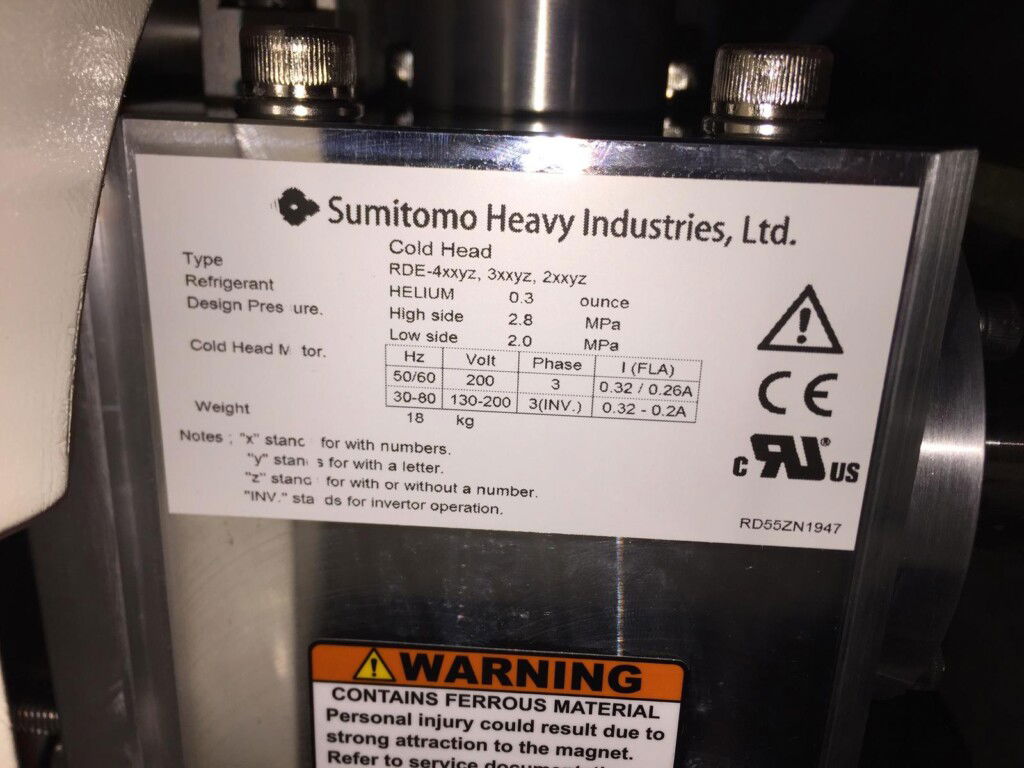 Sumitomo Heavy Industries, Ltd.
Cold Head
Type RDE-4xxyz, 3xxyz, 2xxyz
Refrigerant HELIUM 0.3 ounce
Design Pres ure. High side 2.8 MPa
Low side 2.0 MPa
Cold Head M tor. Hz Volt Phase I (FLA)
50/60 200 3 0.32 / 0.26A
30-80 130-200 3(INV.) 0.32 - 0.2A
Weight 18 kg
Notes ; "x" stand for with numbers.
"y" stan s for with a letter.
"z" stand for with or without a number.
"INV." sta ds for invertor operation.
CE
c RU® US
RD55ZN1947
WARNING
CONTAINS FERROUS MATERIAL
Personal injury could result due to
strong attraction to the magnet.
Refer to service